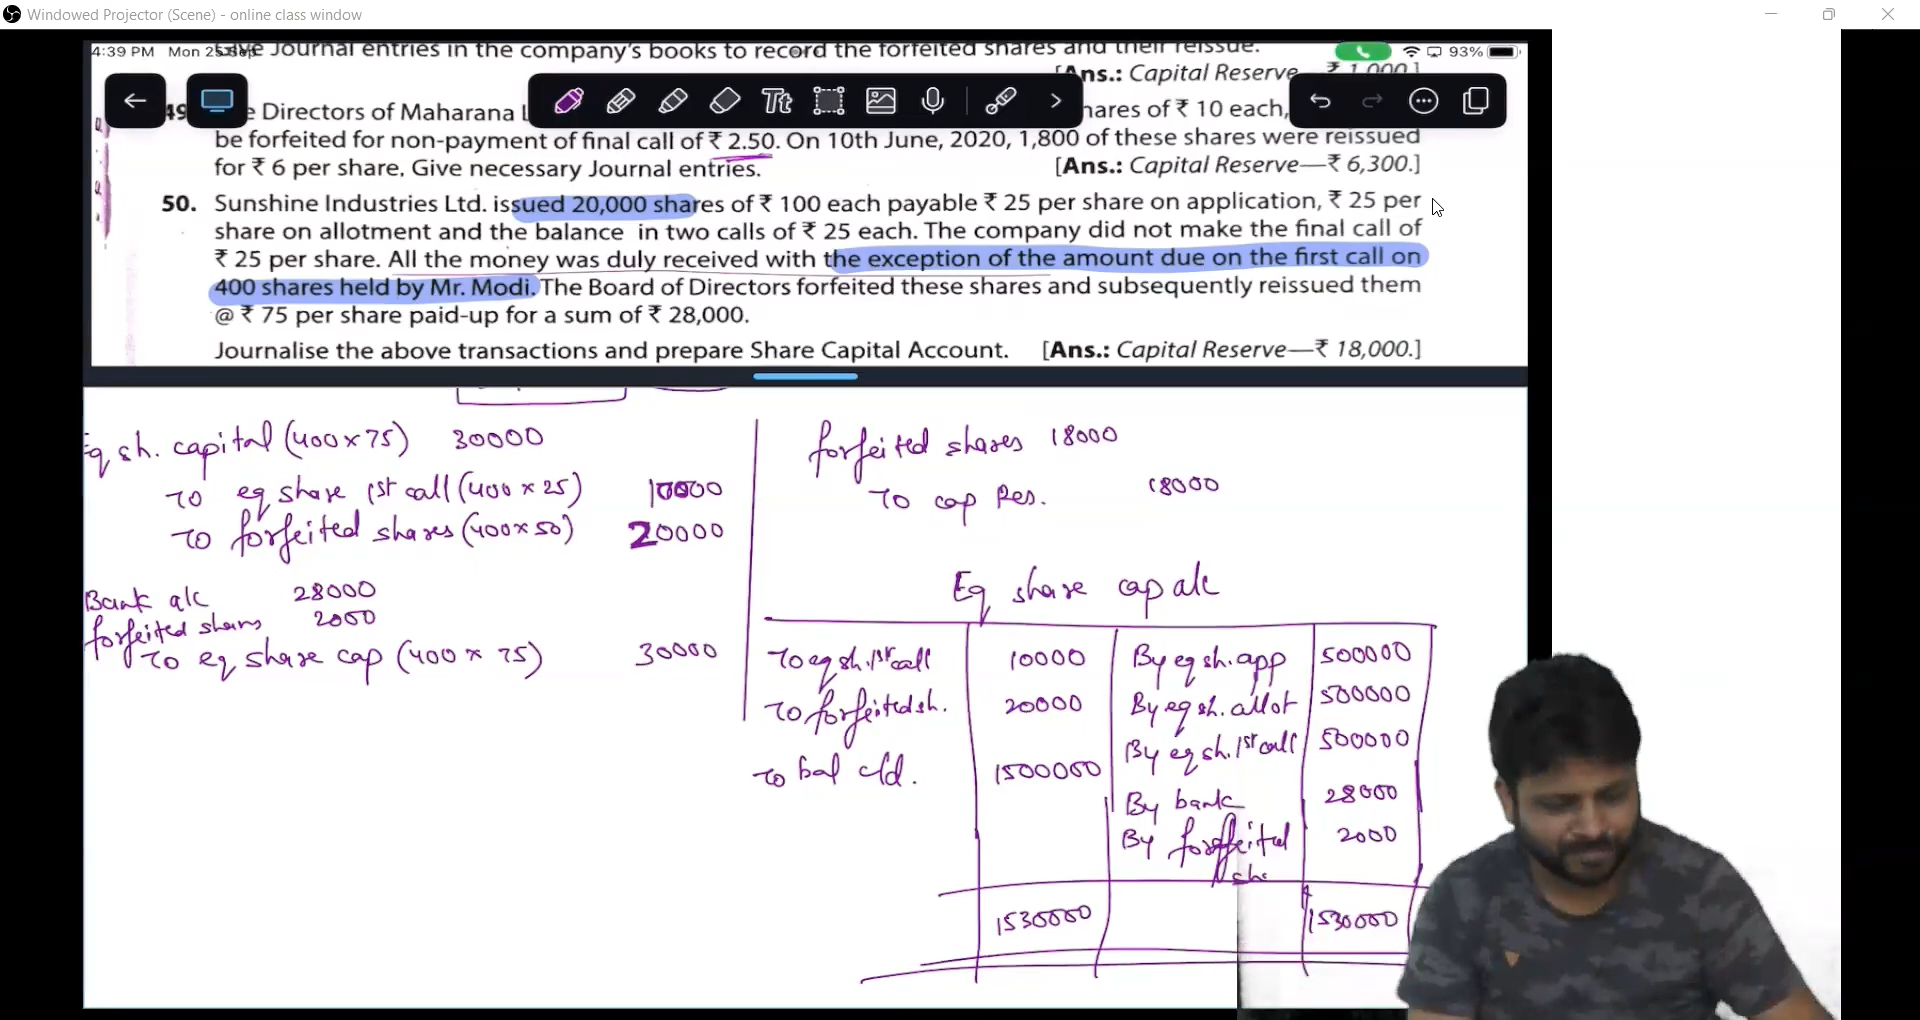 Windowed Projector (Scene) - online class window
4:39 PM Mon 25 Sep
Give Journal entries in the company's books to record the forfeited shares and their reissue.
93%
[Ans.: Capital Reserve— ₹ 1,000.]
49
e Directors of Maharana L
hares of ₹ 10 each,
be forfeited for non-payment of final call of ₹ 2.50. On 10th June, 2020, 1,800 of these shares were reissued
for ₹ 6 per share. Give necessary Journal entries. [Ans.: Capital Reserve—₹ 6,300.]
50. Sunshine Industries Ltd. issued 20,000 shares of ₹ 100 each payable ₹ 25 per share on application, ₹ 25 per
share on allotment and the balance in two calls of ₹ 25 each. The company did not make the final call of
₹ 25 per share. All the money was duly received with the exception of the amount due on the first call on
400 shares held by Mr. Modi. The Board of Directors forfeited these shares and subsequently reissued them
@ ₹ 75 per share paid-up for a sum of ₹ 28,000.
Journalise the above transactions and prepare Share Capital Account. [Ans.: Capital Reserve—₹ 18,000.]
Eq sh. capital (400x75) 30000
To eq share 1st call (400 x 25) 10000
To forfeited shares (400x50) 20000
Bank a/c 28000
forfeited shares 2000
To eq share cap (400 x 75) 30000
forfeited shares 18000
To cap Res. 18000
Eq share cap a/c
To eq sh. 1st call 10000 By eq sh. app 500000
To forfeited sh. 20000 By eq sh. allot 500000
By eq sh. 1st call 500000
To bal c/d. 1500000
By bank 28000
By forfeited 2000
sh.
1530000 1530000